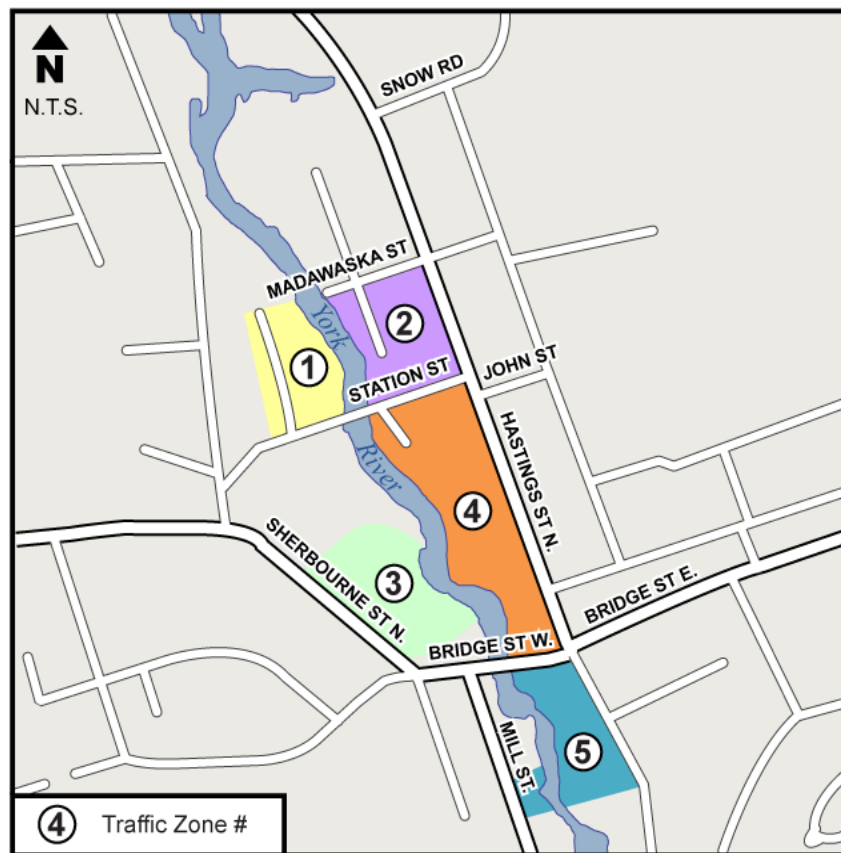 N
N.T.S.
SNOW RD
MADAWASKA ST
York
2
1
STATION ST
JOHN ST
River
HASTINGS ST N.
4
SHERBOURNE ST N.
3
BRIDGE ST E.
BRIDGE ST W.
MILL ST.
5
4 Traffic Zone #